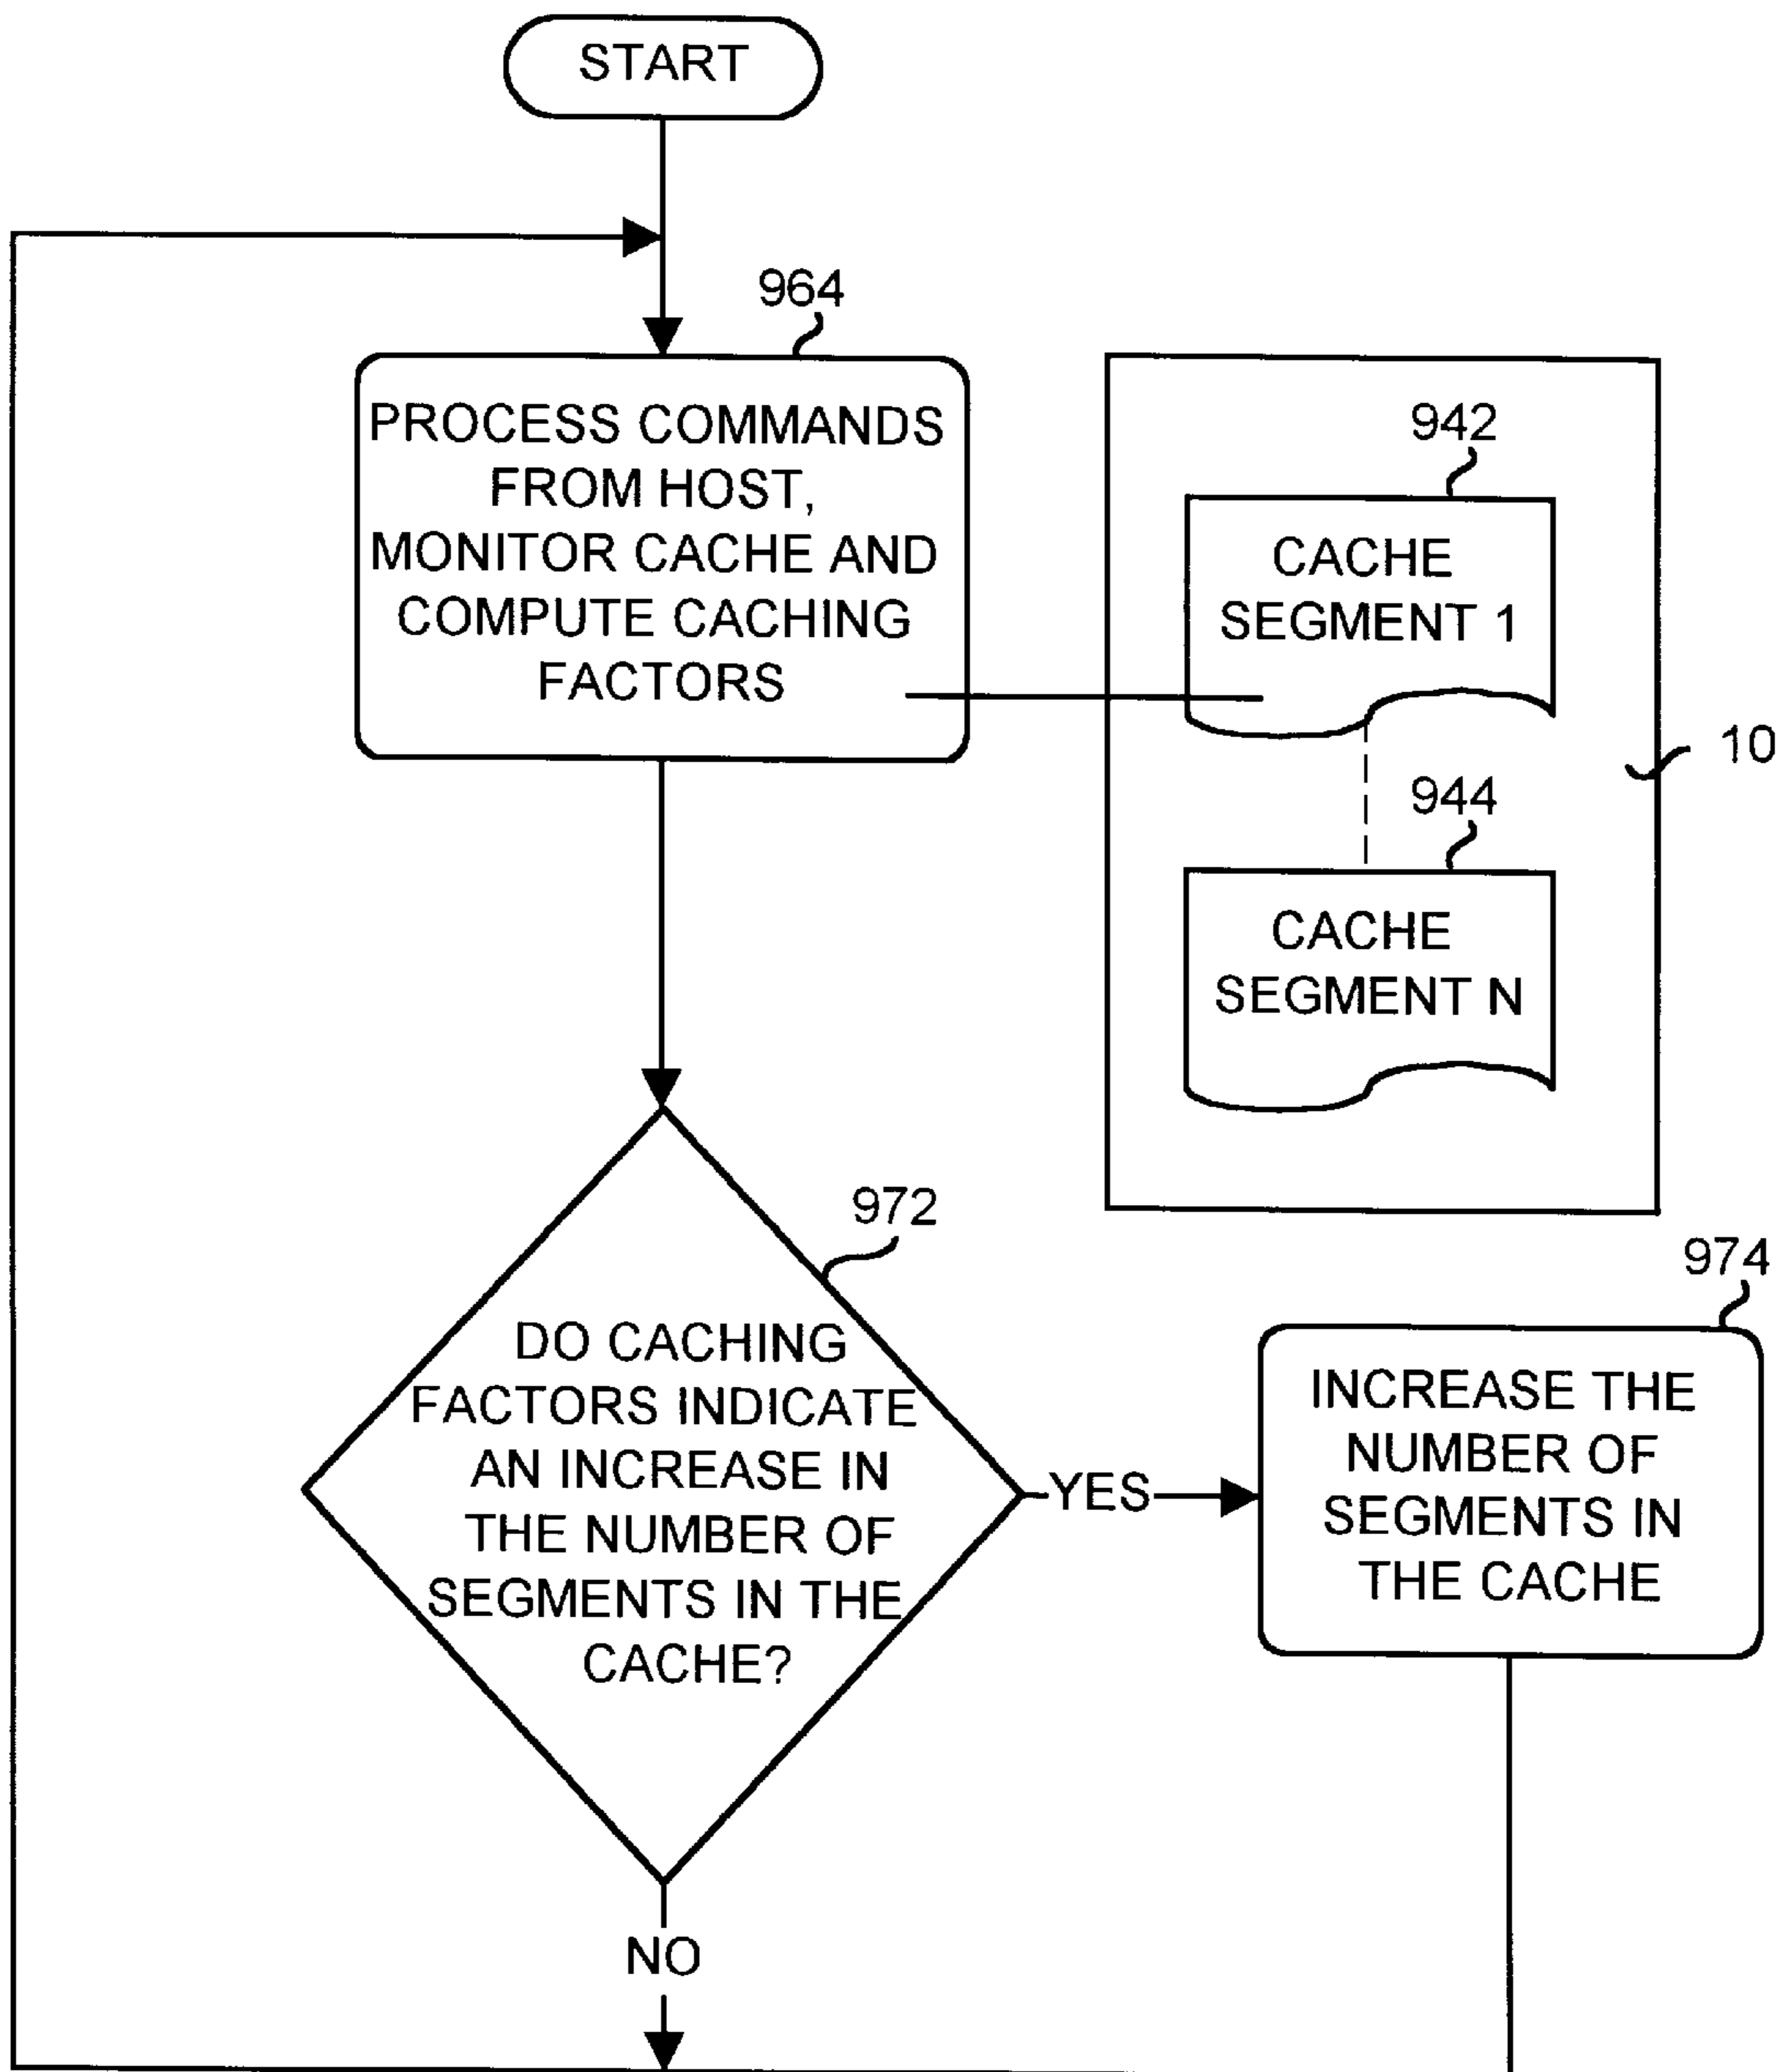 START
964
PROCESS COMMANDS
FROM HOST,
MONITOR CACHE AND
COMPUTE CACHING
FACTORS
942
CACHE
SEGMENT 1
10
944
CACHE
SEGMENT N
972
DO CACHING
FACTORS INDICATE
AN INCREASE IN
THE NUMBER OF
SEGMENTS IN THE
CACHE?
YES
974
INCREASE THE
NUMBER OF
SEGMENTS IN
THE CACHE
NO